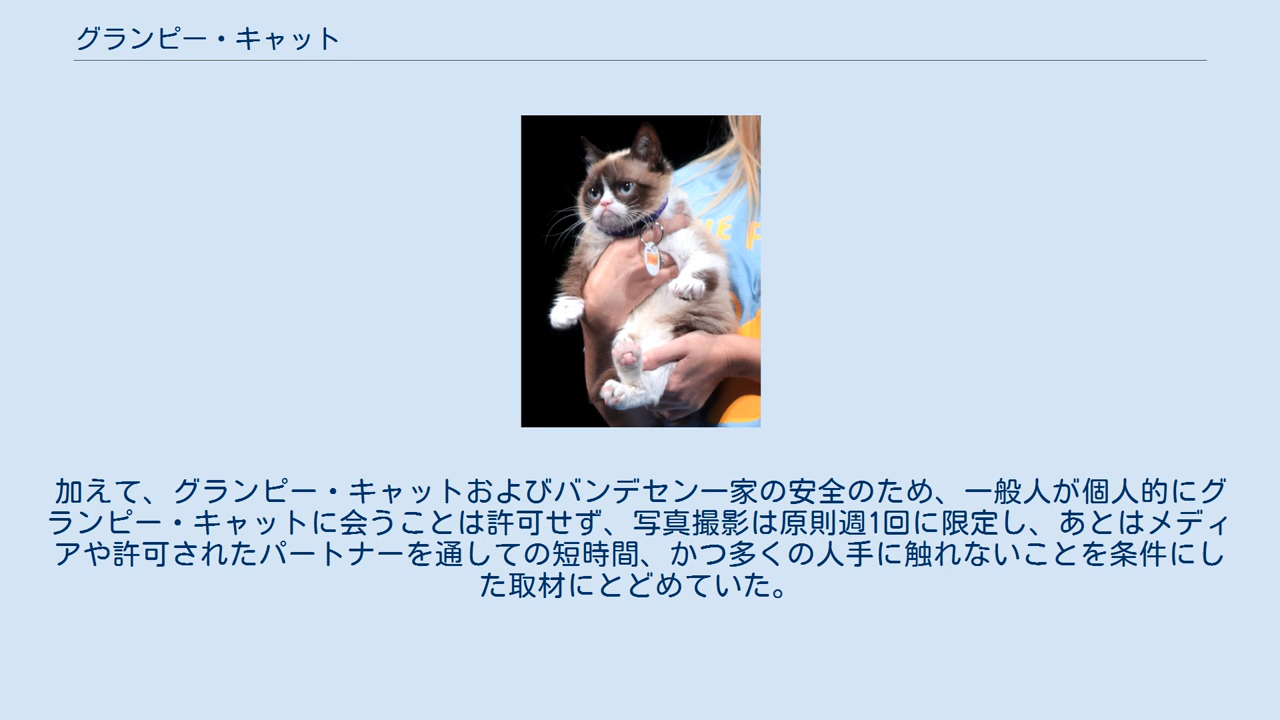 グランピー・キャット
加えて、グランピー・キャットおよびバンデセン一家の安全のため、一般人が個人的にグ
ランピー・キャットに会うことは許可せず、写真撮影は原則週1回に限定し、あとはメディ
アや許可されたパートナーを通しての短時間、かつ多くの人手に触れないことを条件にし
た取材にとどめていた。